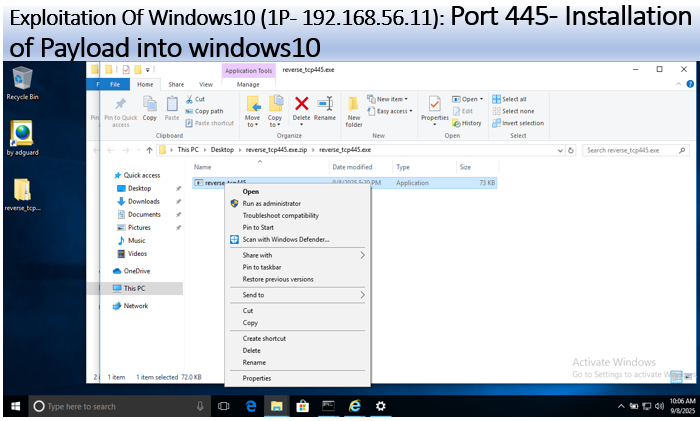 Exploitation Of Windows10 (1P- 192.168.56.11): Port 445- Installation
of Payload into windows10
Application Tools reverse_tcp445.exe
File Home Share View Manage
Pin to Quick access
Copy
Paste
Cut
Copy path
Paste shortcut
Move to
Copy to
Delete
Rename
New folder
New item
Easy access
Properties
Open
Edit
History
Select all
Select none
Invert selection
Clipboard Organize New Open Select
This PC > Desktop > reverse_tcp445.exe.zip > reverse_tcp445.exe
Search reverse_tcp445.exe
Name Date modified Type Size
reverse_tcp445 Application 73 KB
Quick access
Desktop
Downloads
Documents
Pictures
Music
Videos
OneDrive
This PC
Network
Open
Run as administrator
Troubleshoot compatibility
Pin to Start
Scan with Windows Defender...
Share with
Pin to taskbar
Restore previous versions
Send to
Cut
Copy
Create shortcut
Delete
Rename
Properties
1 item 1 item selected 72.0 KB
Recycle Bin
by adguard
reverse_tcp...
Activate Windows
Go to Settings to activate
Type here to search
10:06 AM
9/8/2025